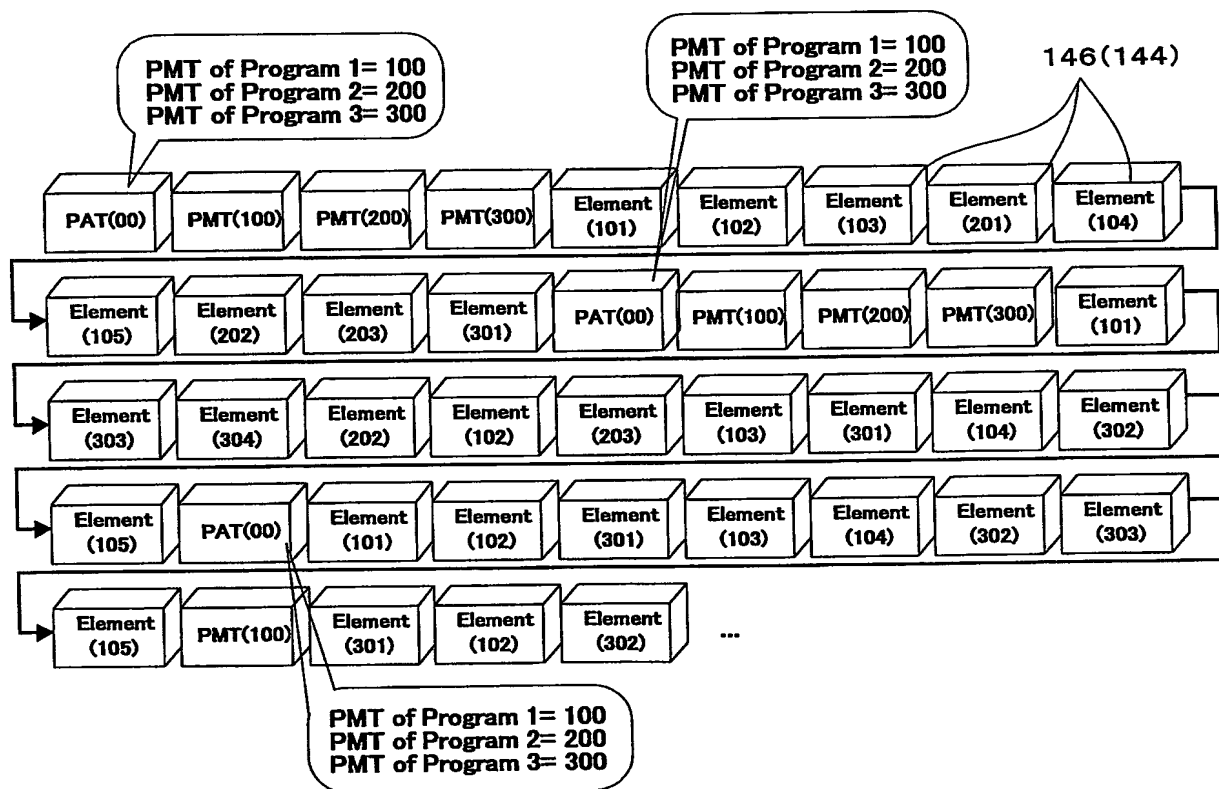 PMT of Program 1= 100
PMT of Program 2= 200
PMT of Program 3= 300
PMT of Program 1= 100
PMT of Program 2= 200
PMT of Program 3= 300
146(144)
PAT(00)
PMT(100)
PMT(200)
PMT(300)
Element
(101)
Element
(102)
Element
(103)
Element
(201)
Element
(104)
Element
(105)
Element
(202)
Element
(203)
Element
(301)
PAT(00)
PMT(100)
PMT(200)
PMT(300)
Element
(101)
Element
(303)
Element
(304)
Element
(202)
Element
(102)
Element
(203)
Element
(103)
Element
(301)
Element
(104)
Element
(302)
Element
(105)
PAT(00)
Element
(101)
Element
(102)
Element
(301)
Element
(103)
Element
(104)
Element
(302)
Element
(303)
Element
(105)
PMT(100)
Element
(301)
Element
(102)
Element
(302)
...
PMT of Program 1= 100
PMT of Program 2= 200
PMT of Program 3= 300